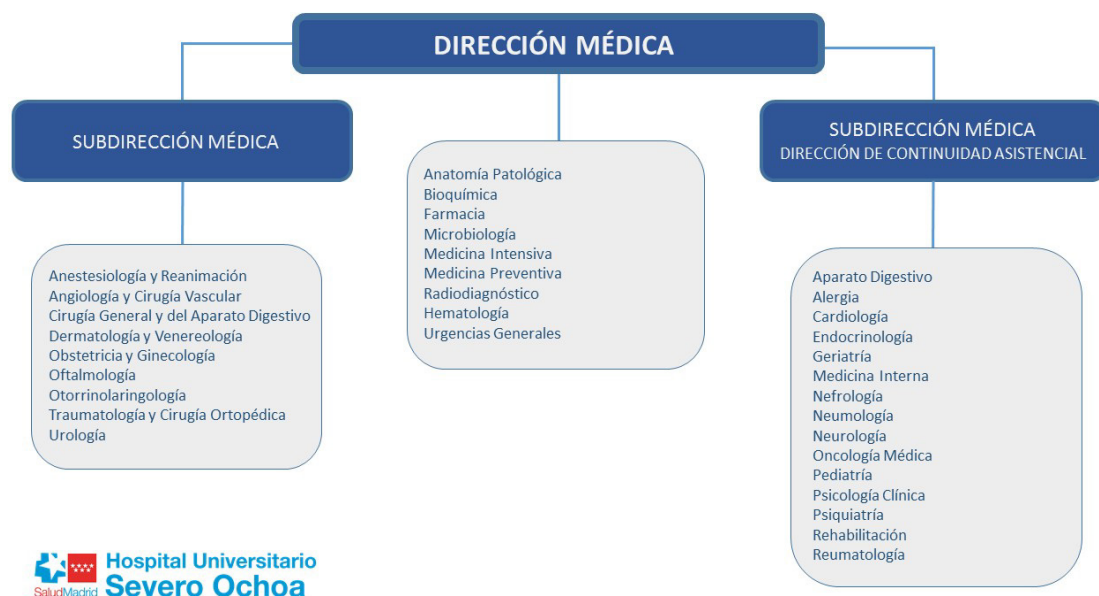 DIRECCIÓN MÉDICA
SUBDIRECCIÓN MÉDICA
Anestesiología y Reanimación
Angiología y Cirugía Vascular
Cirugía General y del Aparato Digestivo
Dermatología y Venereología
Obstetricia y Ginecología
Oftalmología
Otorrinolaringología
Traumatología y Cirugía Ortopédica
Urología
Anatomía Patológica
Bioquímica
Farmacia
Microbiología
Medicina Intensiva
Medicina Preventiva
Radiodiagnóstico
Hematología
Urgencias Generales
SUBDIRECCIÓN MÉDICA
DIRECCIÓN DE CONTINUIDAD ASISTENCIAL
Aparato Digestivo
Alergia
Cardiología
Endocrinología
Geriatría
Medicina Interna
Nefrología
Neumología
Neurología
Oncología Médica
Pediatría
Psicología Clínica
Psiquiatría
Rehabilitación
Reumatología
SaludMadrid
Hospital Universitario
Severo Ochoa